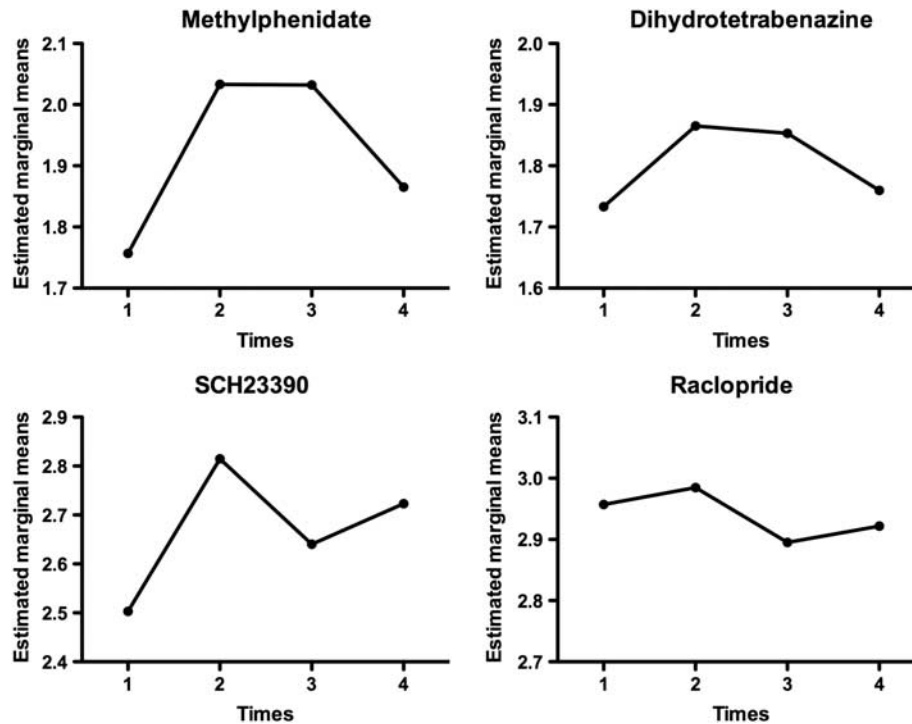 Methylphenidate
Estimated marginal means
2.1
2.0
1.9
1.8
1.7
1 2 3 4
Times
Dihydrotetrabenazine
Estimated marginal means
2.0
1.9
1.8
1.7
1.6
1 2 3 4
Times
SCH23390
Estimated marginal means
2.9
2.8
2.7
2.6
2.5
2.4
1 2 3 4
Times
Raclopride
Estimated marginal means
3.1
3.0
2.9
2.8
2.7
1 2 3 4
Times